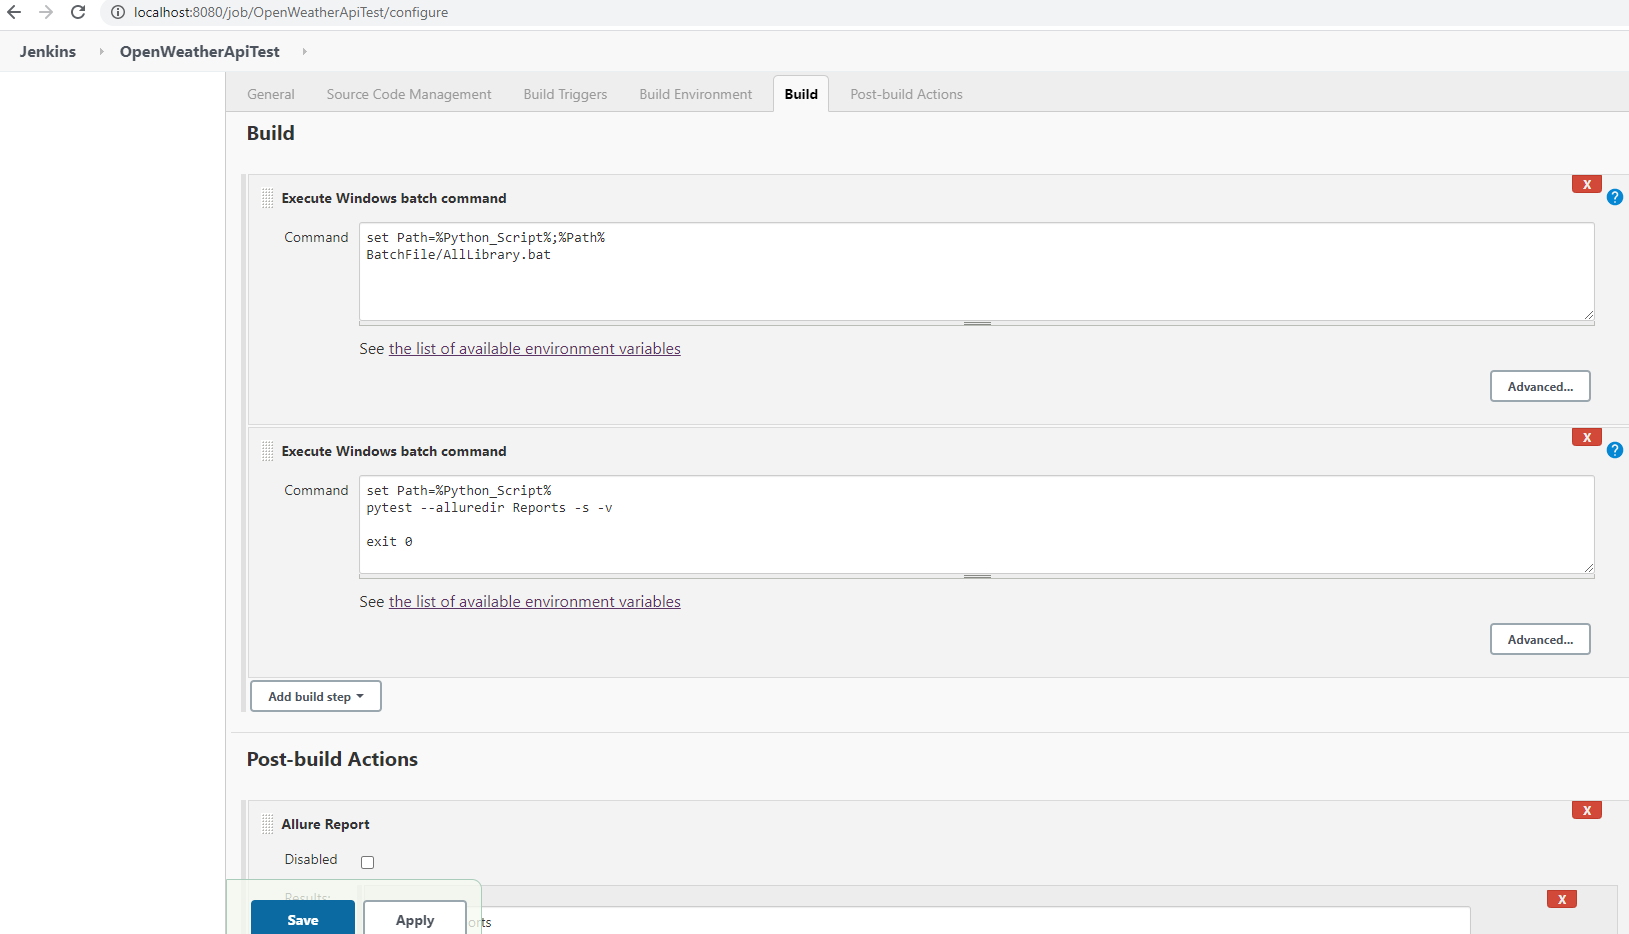 localhost:8080/job/OpenWeatherApiTest/configure
Jenkins OpenWeatherApiTest
General Source Code Management Build Triggers Build Environment Build Post-build Actions
Build
X
Execute Windows batch command ?
Command set Path=%Python_Script%;%Path%
BatchFile/AllLibrary.bat
See the list of available environment variables
Advanced...
X
Execute Windows batch command ?
Command set Path=%Python_Script%
pytest --alluredir Reports -s -v
exit 0
See the list of available environment variables
Advanced...
Add build step
Post-build Actions
X
Allure Report
Disabled
Results:
X
Save Apply